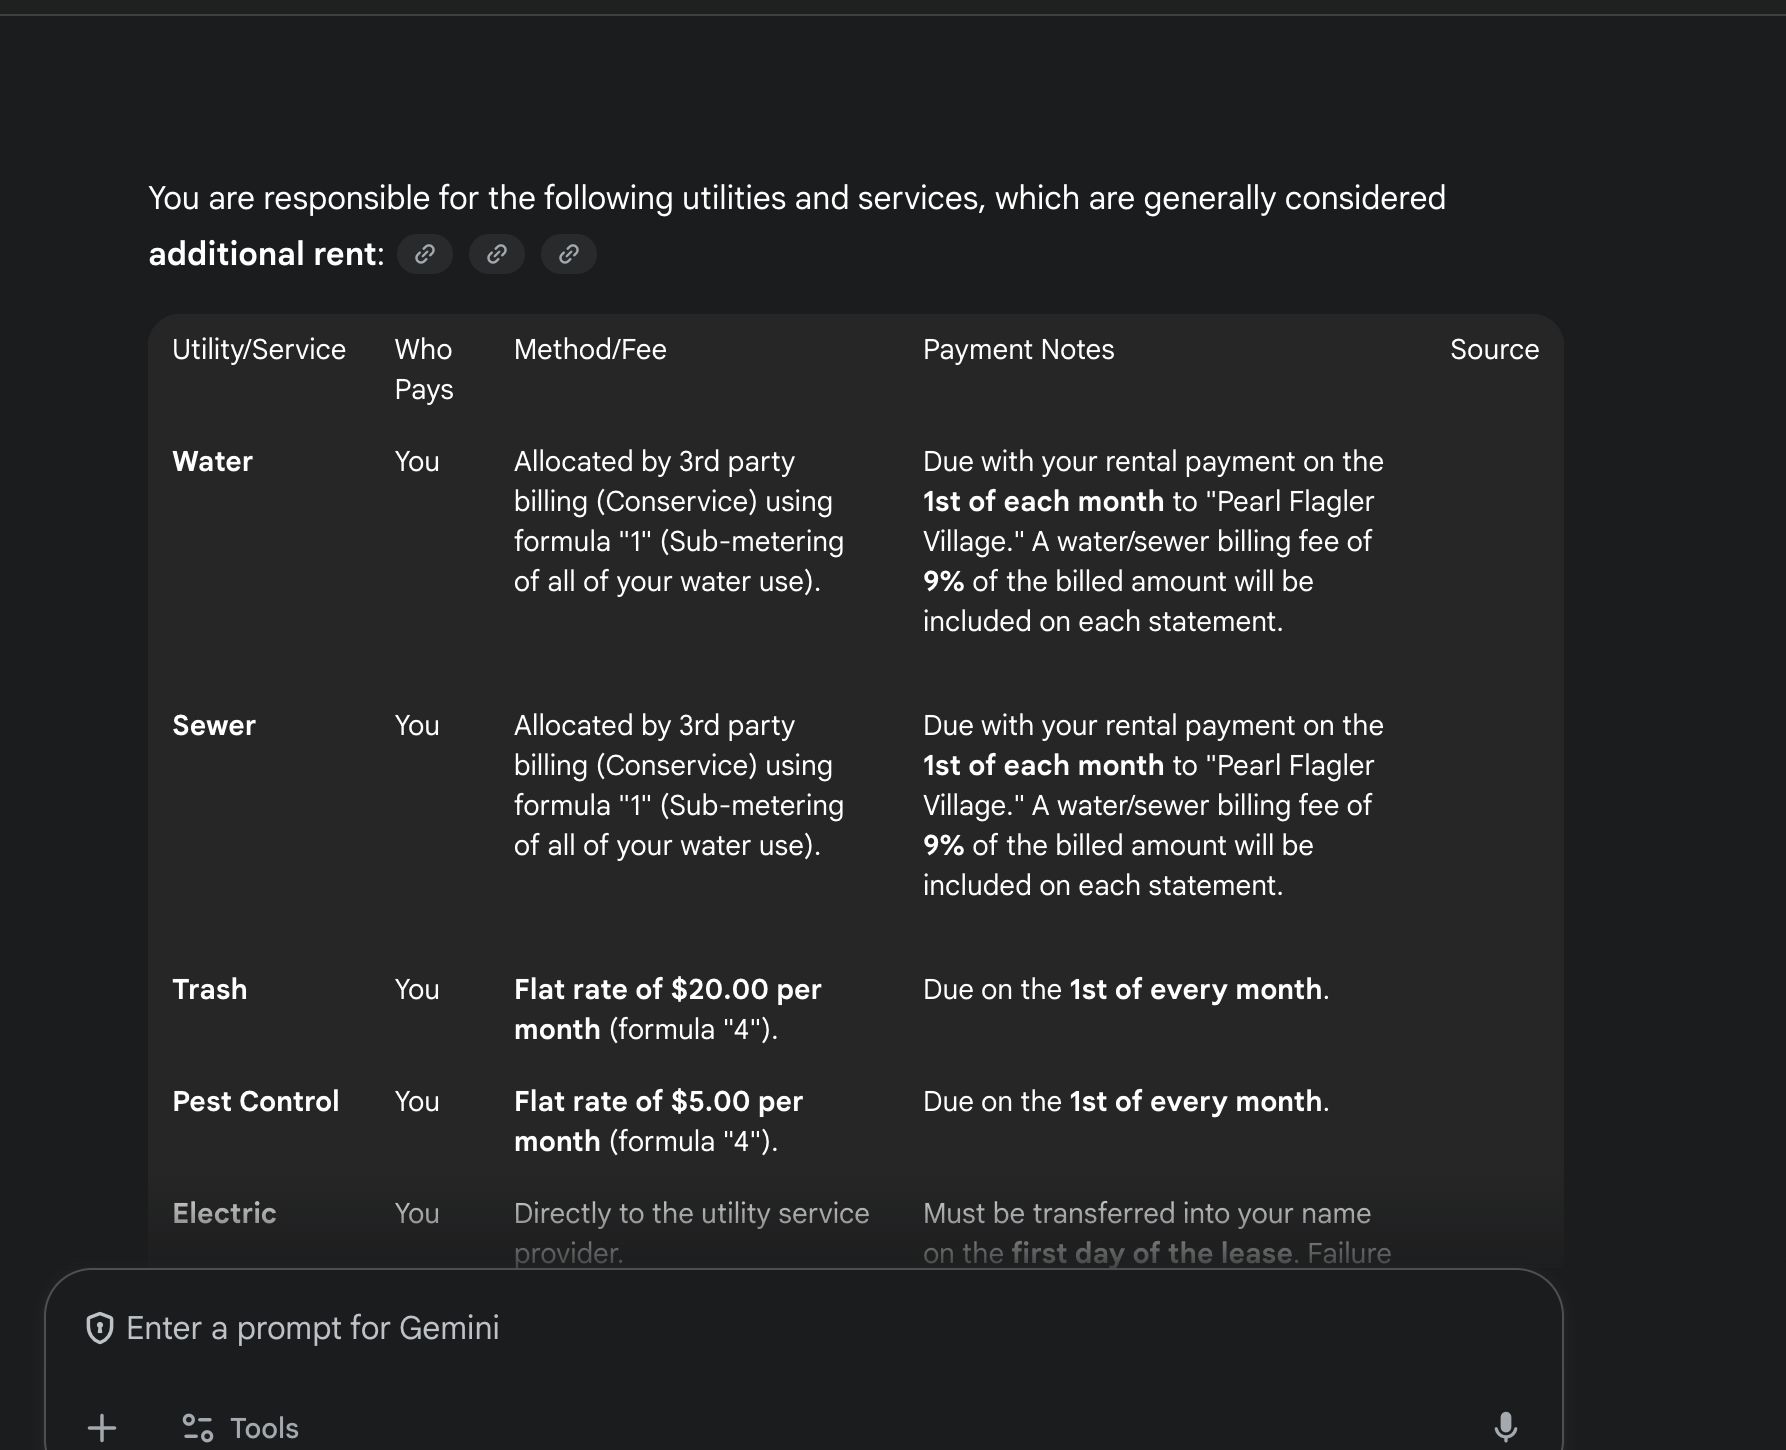 You are responsible for the following utilities and services, which are generally considered
additional rent:
Utility/Service
Who
Pays
Method/Fee
Payment Notes
Source
Water
You
Allocated by 3rd party
billing (Conservice) using
formula "1" (Sub-metering
of all of your water use).
Due with your rental payment on the
1st of each month to "Pearl Flagler
Village." A water/sewer billing fee of
9% of the billed amount will be
included on each statement.
Sewer
You
Allocated by 3rd party
billing (Conservice) using
formula "1" (Sub-metering
of all of your water use).
Due with your rental payment on the
1st of each month to "Pearl Flagler
Village." A water/sewer billing fee of
9% of the billed amount will be
included on each statement.
Trash
You
Flat rate of $20.00 per
month (formula "4").
Due on the 1st of every month.
Pest Control
You
Flat rate of $5.00 per
month (formula "4").
Due on the 1st of every month.
Electric
You
Directly to the utility service
provider.
Must be transferred into your name
on the first day of the lease. Failure
Enter a prompt for Gemini
Tools